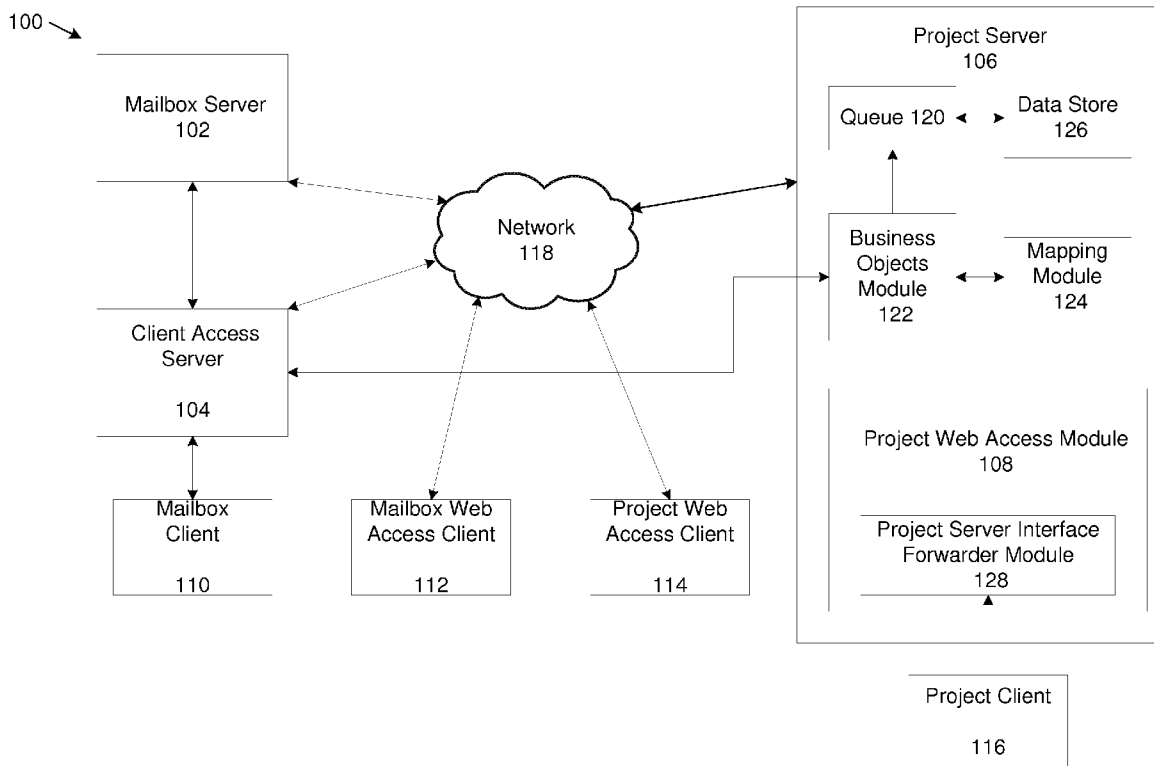 100
Mailbox Server
102
Client Access
Server
104
Mailbox
Client
110
Mailbox Web
Access Client
112
Project Web
Access Client
114
Network
118
Project Server
106
Queue 120
Data Store
126
Business
Objects
Module
122
Mapping
Module
124
Project Web Access Module
108
Project Server Interface
Forwarder Module
128
Project Client
116